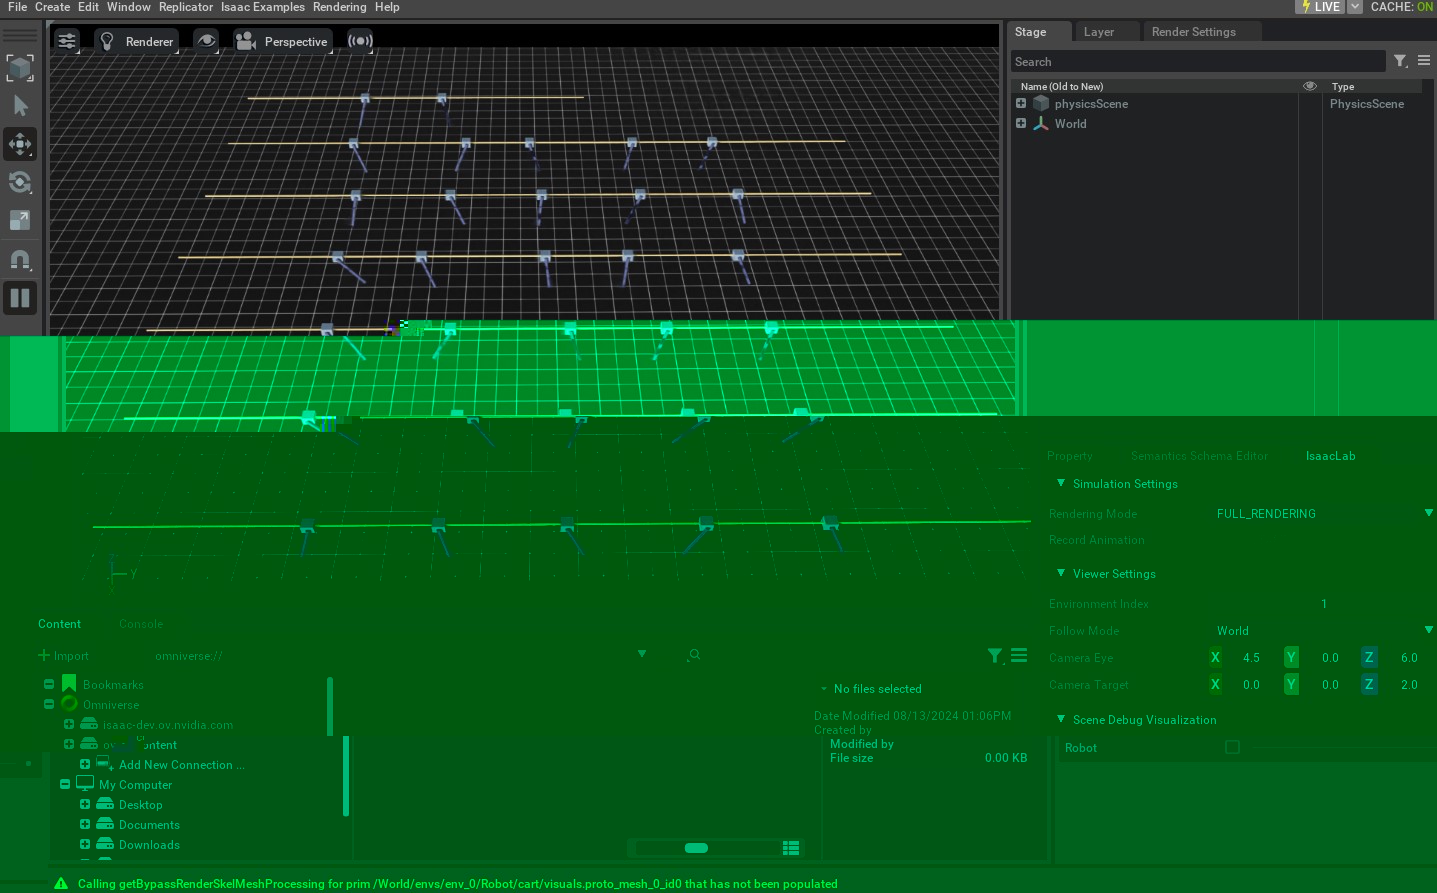 File Create Edit Window Replicator Isaac Examples Rendering Help
LIVE CACHE: ON
Renderer Perspective
Stage Layer Render Settings
Search
Name (Old to New) Type
physicsScene PhysicsScene
World
Property Semantics Schema Editor IsaacLab
Simulation Settings
Rendering Mode FULL_RENDERING
Record Animation
Viewer Settings
Environment Index 1
Follow Mode World
Camera Eye X 4.5 Y 0.0 Z 6.0
Camera Target X 0.0 Y 0.0 Z 2.0
Scene Debug Visualization
Robot
Z
Y
Content Console
Import omniverse://
Bookmarks
Omniverse
isaac-dev.ov.nvidia.com
Add New Connection ...
My Computer
Desktop
Documents
Downloads
No files selected
Date Modified 08/13/2024 01:06PM
Created by
Modified by
File size 0.00 KB
Calling getBypassRenderSkelMeshProcessing for prim /World/envs/env_0/Robot/cart/visuals.proto_mesh_0_id0 that has not been populated